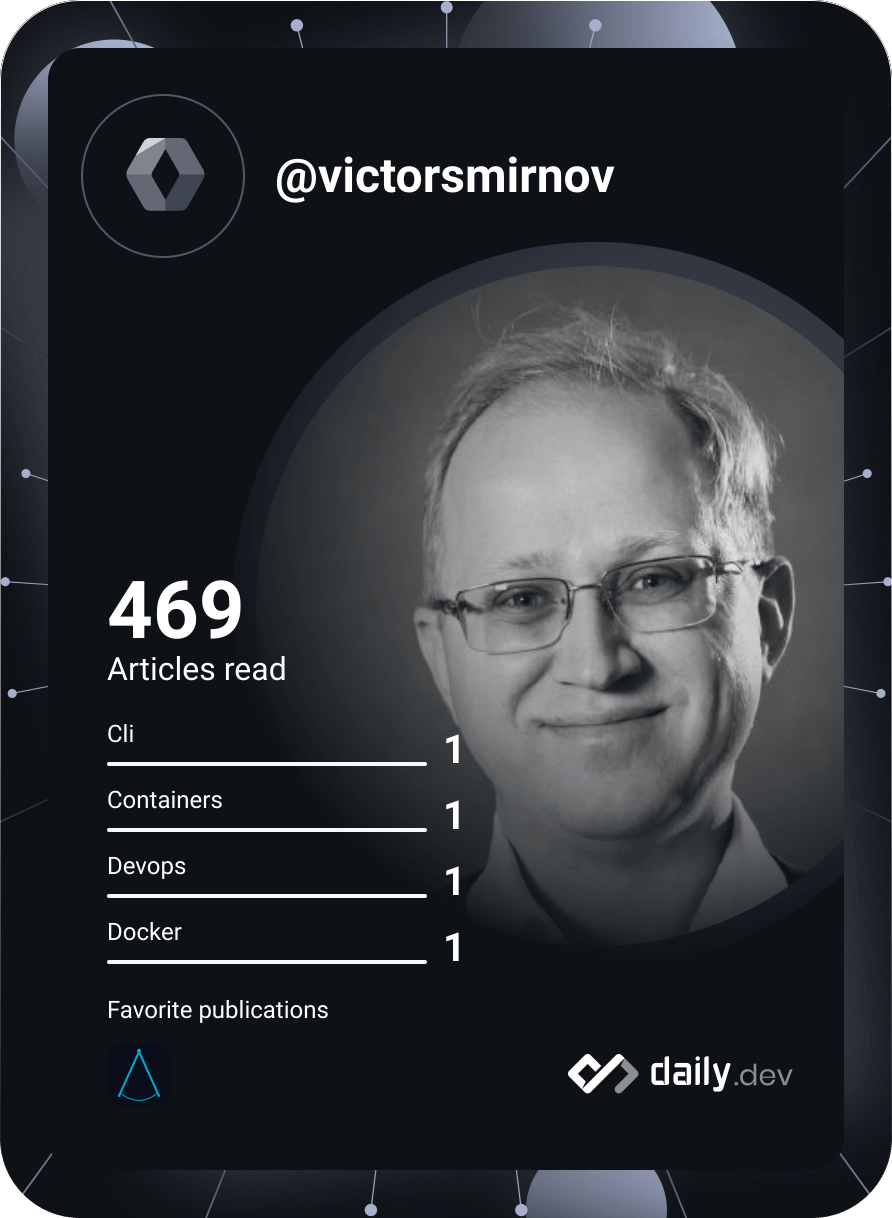 @victorsmirnov
469
Articles read
Cli
1
Containers
1
Devops
1
Docker
1
Favorite publications
daily.dev